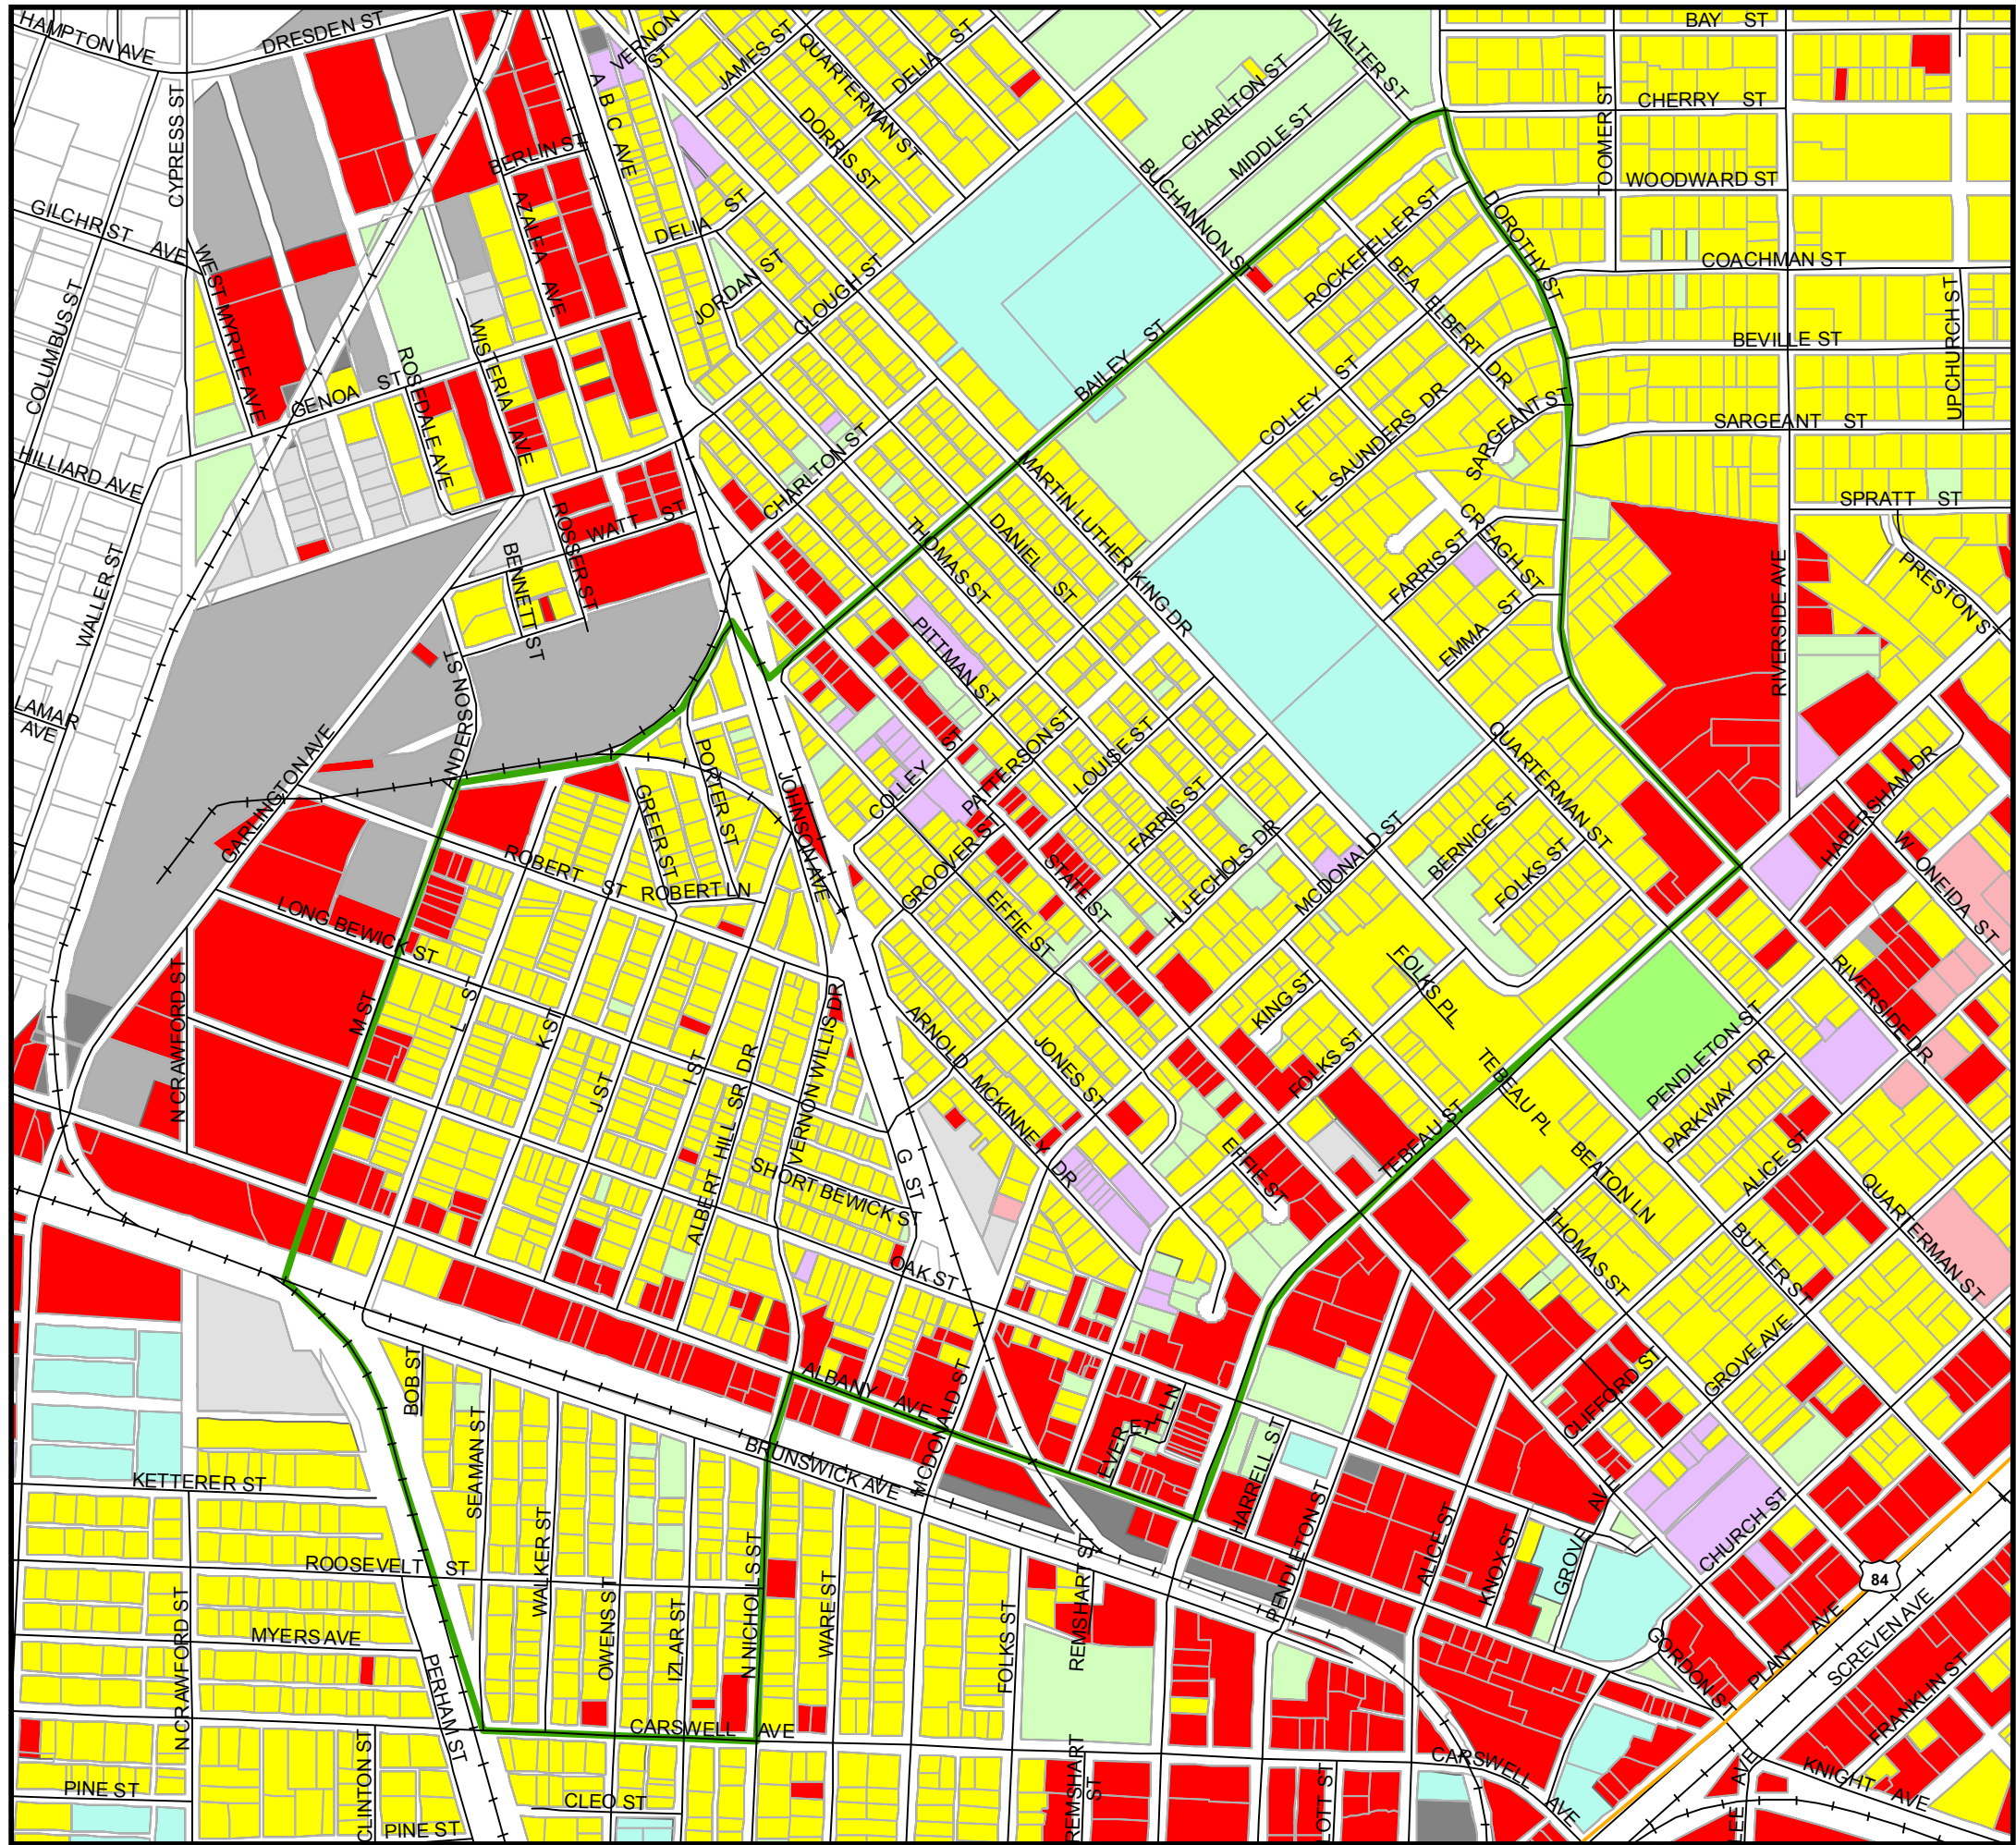 HAMPTON AVE
DRESDEN ST
VERNON ST
JAMES ST
QUARTERMAN ST
DELIA ST
WALTER ST
BAY ST
CYPRESS ST
A B C AVE
DORRIS ST
CHARLTON ST
MIDDLE ST
CHERRY ST
TOOMER ST
BERLIN ST
BUCHANNON ST
WOODWARD ST
GILCHRIST AVE
WEST MYRTLE AVE
AZALEA AVE
DELIA ST
JORDAN ST
CLOUGH ST
ROCKEFELLER ST
BEA ELBERT DR
DOROTHY ST
COACHMAN ST
COLUMBUS ST
WISTERIA AVE
ROSEDALE AVE
GENOA ST
BAILEY ST
COLLEY ST
BEVILLE ST
UPCHURCH ST
HILLIARD AVE
CHARLTON ST
E L SAUNDERS DR
SARGEANT ST
SARGEANT ST
WATT ST
ROSSER ST
BENNETT ST
THOMAS ST
DANIEL ST
MARTIN LUTHER KING DR
CREAGH ST
FARRIS ST
SPRATT ST
RIVERSIDE AVE
PRESTON S
WALLER ST
EMMA ST
PITTMAN ST
LAMAR AVE
GARLINGTON AVE
ANDERSON ST
PORTER ST
JOHNSON AVE
COLLEY ST
PATTERSON ST
LOUISE ST
FARRIS ST
QUARTERMAN ST
GREER ST
ROBERT ST
ROBERT LN
GROOVER ST
STATE ST
H J ECHOLS DR
MCDONALD ST
BERNICE ST
FOLKS ST
HABERSHAM DR
W ONEIDA ST
LONG BEWICK ST
EFFIE ST
FOLKS PL
RIVERSIDE DR
N CRAWFORD ST
M ST
L ST
K ST
J ST
I ST
ALBERT HILL SR DR
VERNON WILLIS DR
ARNOLD MCKINNEY DR
JONES ST
KING ST
FOLKS ST
TEBEAU PL
TEBEAU ST
PENDLETON ST
PARKWAY DR
ALICE ST
BEATON LN
SHORT BEWICK ST
G ST
EFFIE ST
THOMAS ST
BUTLER ST
QUARTERMAN ST
OAK ST
GROVE AVE
CLIFFORD ST
ALBANY AVE
MCDONALD ST
EVERETT LN
BOB ST
SEAMAN ST
BRUNSWICK AVE
HARRELL ST
PENDLETON ST
ALICE ST
KNOX ST
GROVE AVE
CHURCH ST
84
KETTERER ST
WALKER ST
ROOSEVELT ST
OWENS ST
IZLAR ST
N NICHOLS ST
WARE ST
FOLKS ST
REMSHART ST
GORDON ST
PLANT AVE
SCREVEN AVE
FRANKLIN ST
N CRAWFORD ST
MYERS AVE
PERHAM ST
CARSWELL AVE
CARSWELL AVE
PINE ST
CLINTON ST
CLEO ST
PINE ST
REMSHART ST
LOTT ST
LEE AVE
KNIGHT AVE